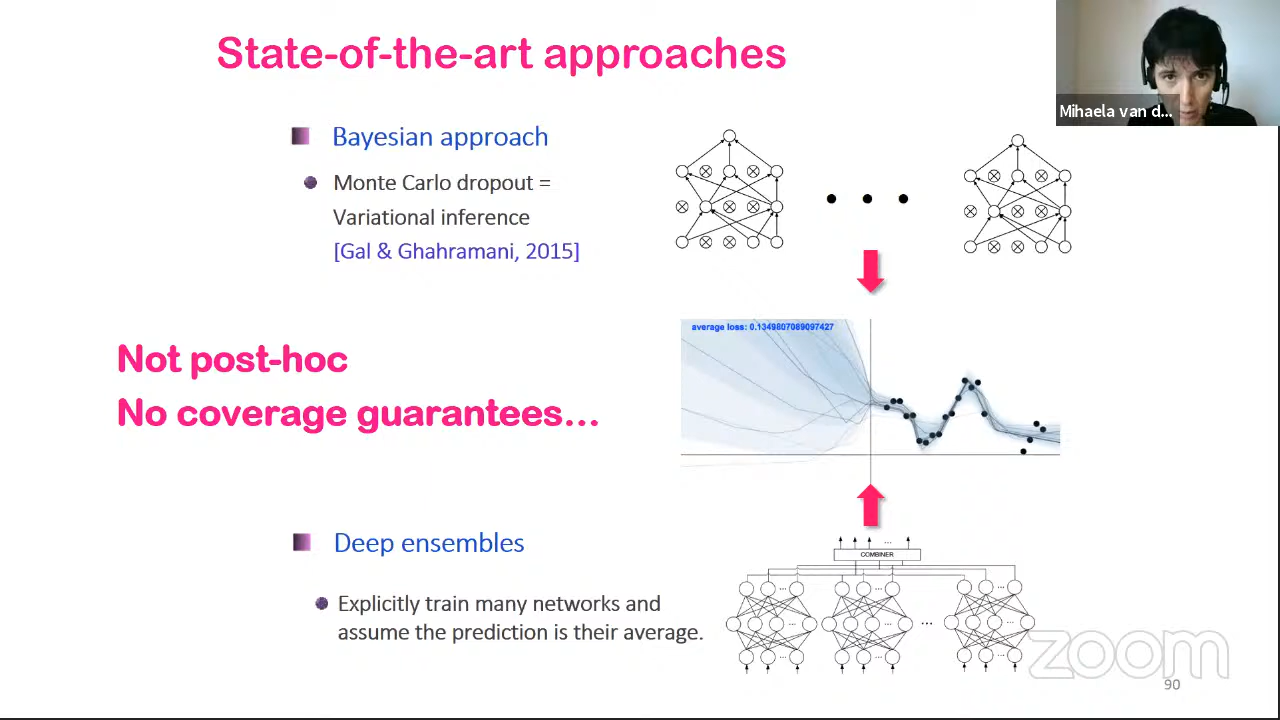 State-of-the-art approaches
Mihaela van d...
Bayesian approach
Monte Carlo dropout =
Variational inference
[Gal & Ghahramani, 2015]
average loss: 0.1349807089097427
Not post-hoc
No coverage guarantees...
Deep ensembles
Explicitly train many networks and
assume the prediction is their average.
COMBINER
zoom
90